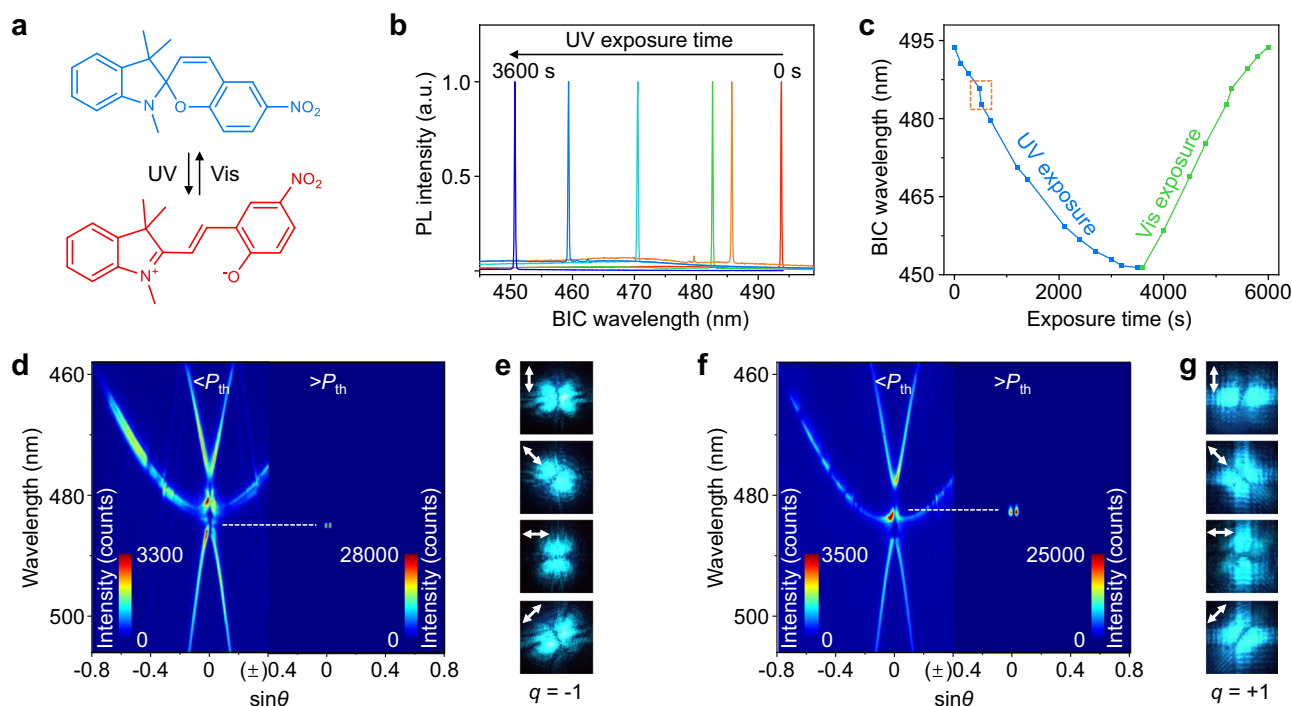 a
NO₂
N
O
UV
Vis
NO₂
N⁺
⁻O
b
UV exposure time
3600 s
0 s
1.0
0.5
PL intensity (a.u.)
450
460
470
480
490
BIC wavelength (nm)
c
495
480
465
450
BIC wavelength (nm)
UV exposure
Vis exposure
0
2000
4000
6000
Exposure time (s)
d
<Pth
>Pth
460
480
500
Wavelength (nm)
3300
0
Intensity (counts)
28000
0
Intensity (counts)
-0.8
-0.4
0
(±)0.4
0
0.4
0.8
sinθ
e
q = -1
f
<Pth
>Pth
460
480
500
Wavelength (nm)
3500
0
Intensity (counts)
25000
0
Intensity (counts)
-0.8
-0.4
0
(±)0.4
0
0.4
0.8
sinθ
g
q = +1